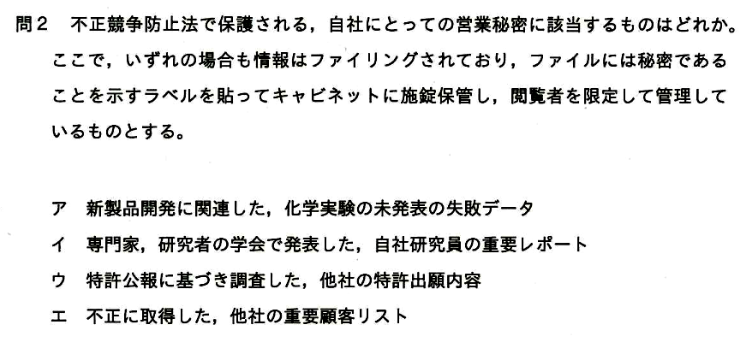 問2 不正競争防止法で保護される，自社にとっての営業秘密に該当するものはどれか。
ここで，いずれの場合も情報はファイリングされており，ファイルには秘密である
ことを示すラベルを貼ってキャビネットに施錠保管し，閲覧者を限定して管理して
いるものとする。
ア 新製品開発に関連した，化学実験の未発表の失敗データ
イ 専門家，研究者の学会で発表した，自社研究員の重要レポート
ウ 特許公報に基づき調査した，他社の特許出願内容
エ 不正に取得した，他社の重要顧客リスト